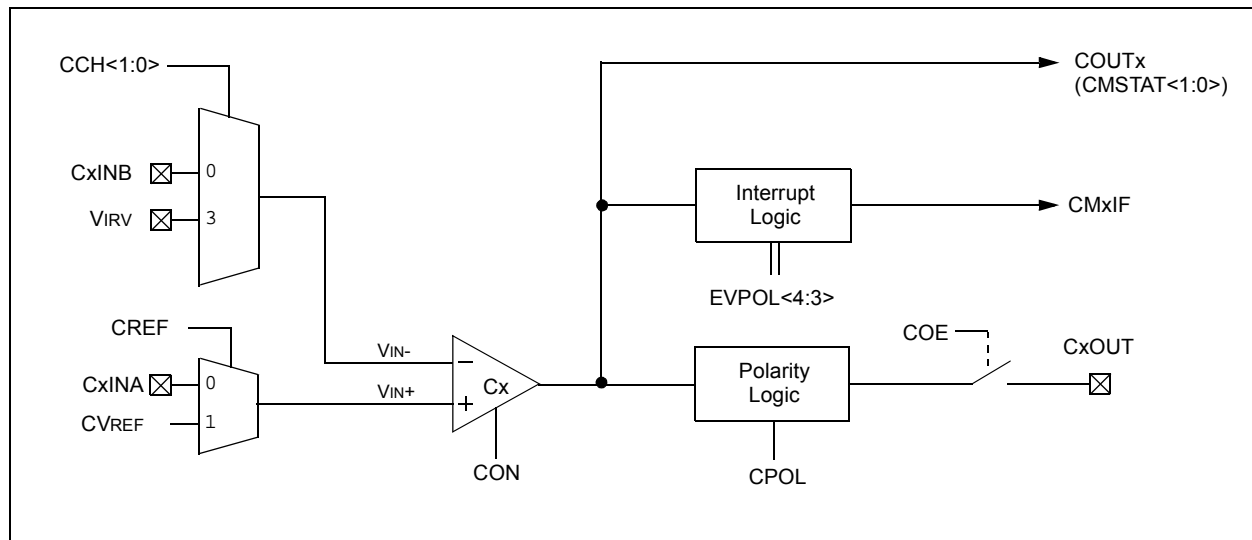 CCH<1:0>
COUTx
(CMSTAT<1:0>)
CxINB
0
VIRV
3
Interrupt
Logic
CMxIF
EVPOL<4:3>
CREF
COE
CxOUT
CxINA
0
CVREF
1
VIN-
VIN+
−
+
Cx
Polarity
Logic
CON
CPOL